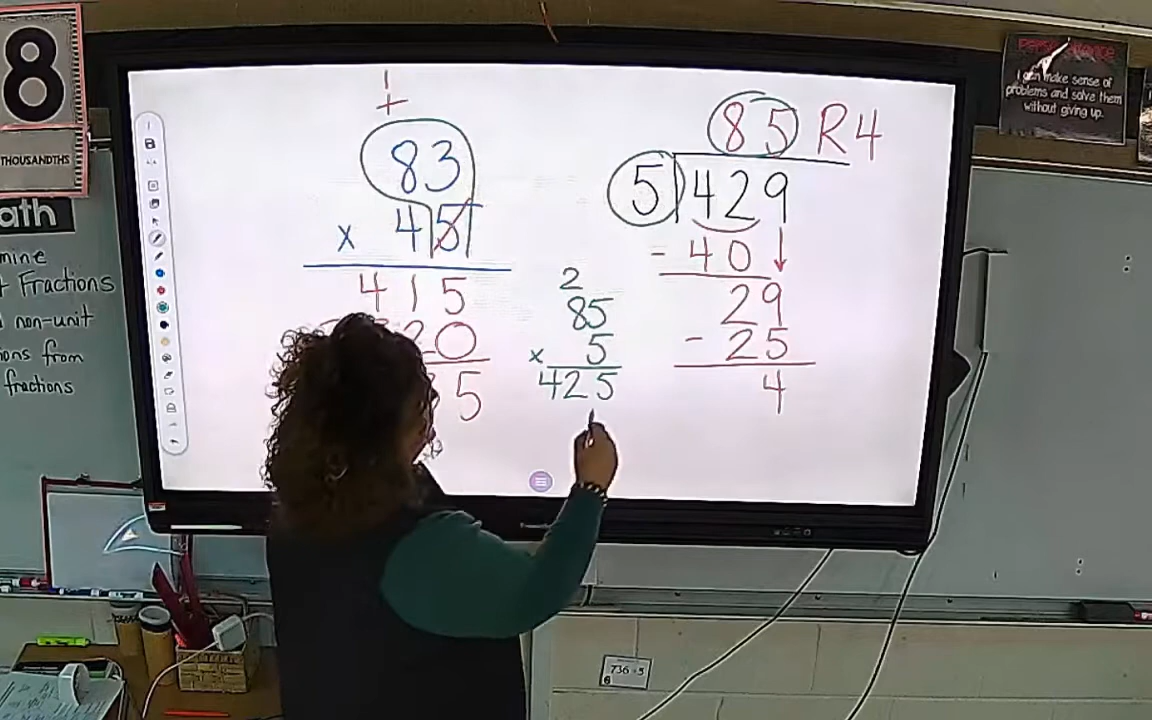 8
THOUSANDTHS
ath
mine
Fractions
non-unit
ions from
fractions
1
+
83
x 45
415
20
5
2
85
x 5
425
85 R4
5)429
- 40
29
- 25
4
I can make sense of
problems and solve them
without giving up.
736 ÷ 5
6